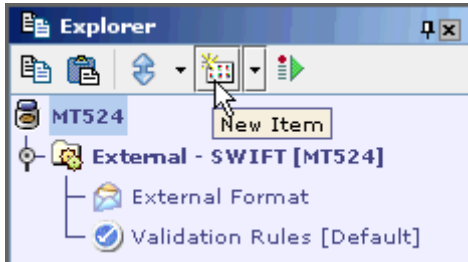 Explorer
MT524
New Item
External - SWIFT [MT524]
External Format
Validation Rules [Default]